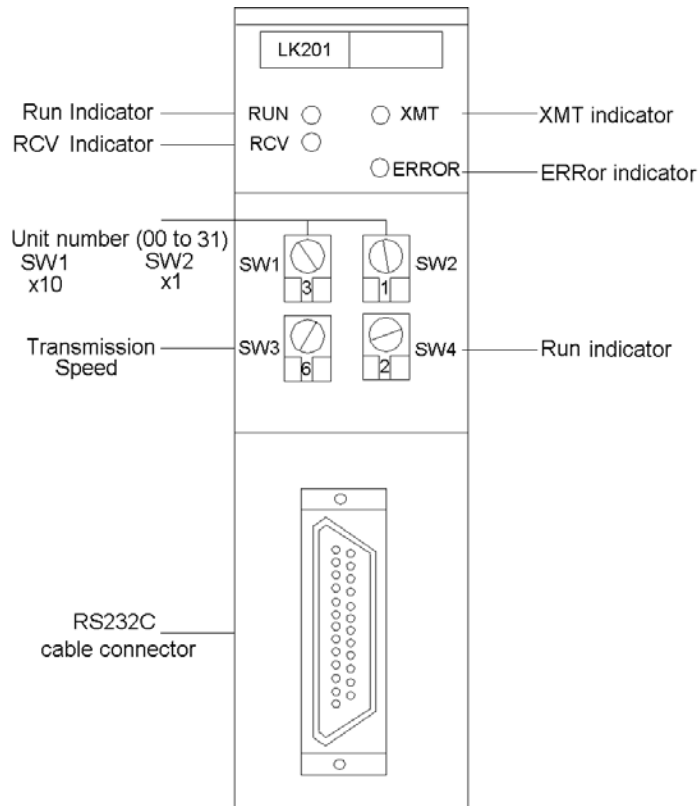 LK201
Run Indicator
RUN
XMT
XMT indicator
RCV Indicator
RCV
ERROR
ERRor indicator
Unit number (00 to 31)
SW1
x10
SW2
x1
SW1
3
1
SW2
Transmission
Speed
SW3
6
2
SW4
Run indicator
RS232C
cable connector